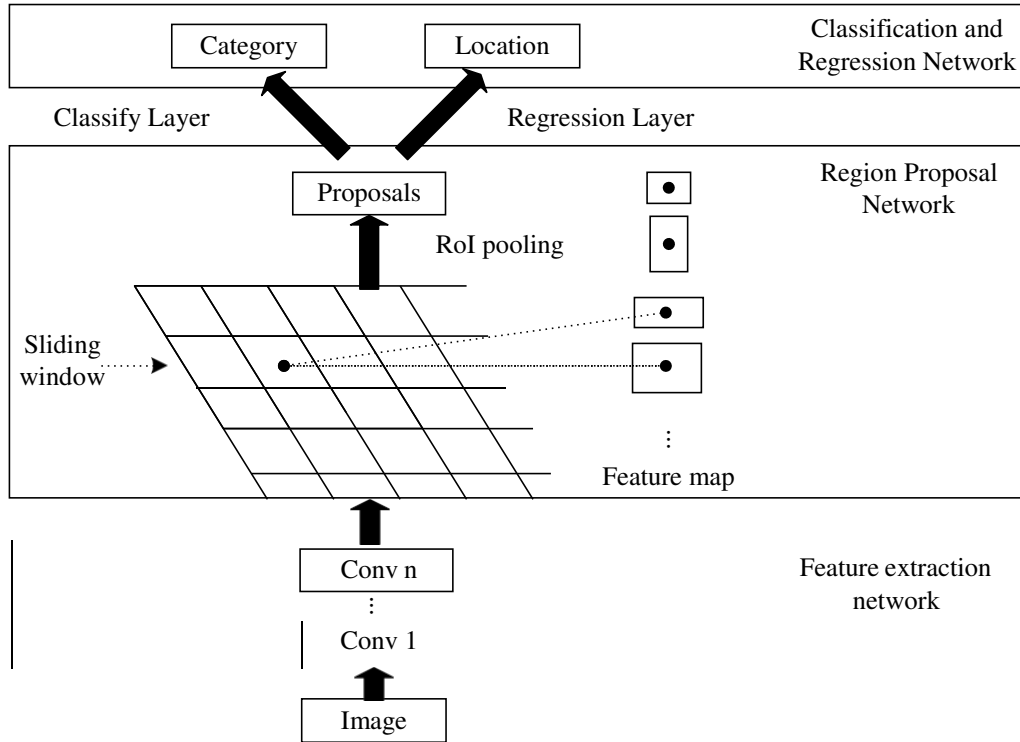 Category
Location
Classification and
Regression Network
Classify Layer
Regression Layer
Proposals
Region Proposal
Network
RoI pooling
Sliding
window
⋮
Feature map
Conv n
⋮
Feature extraction
network
Conv 1
Image